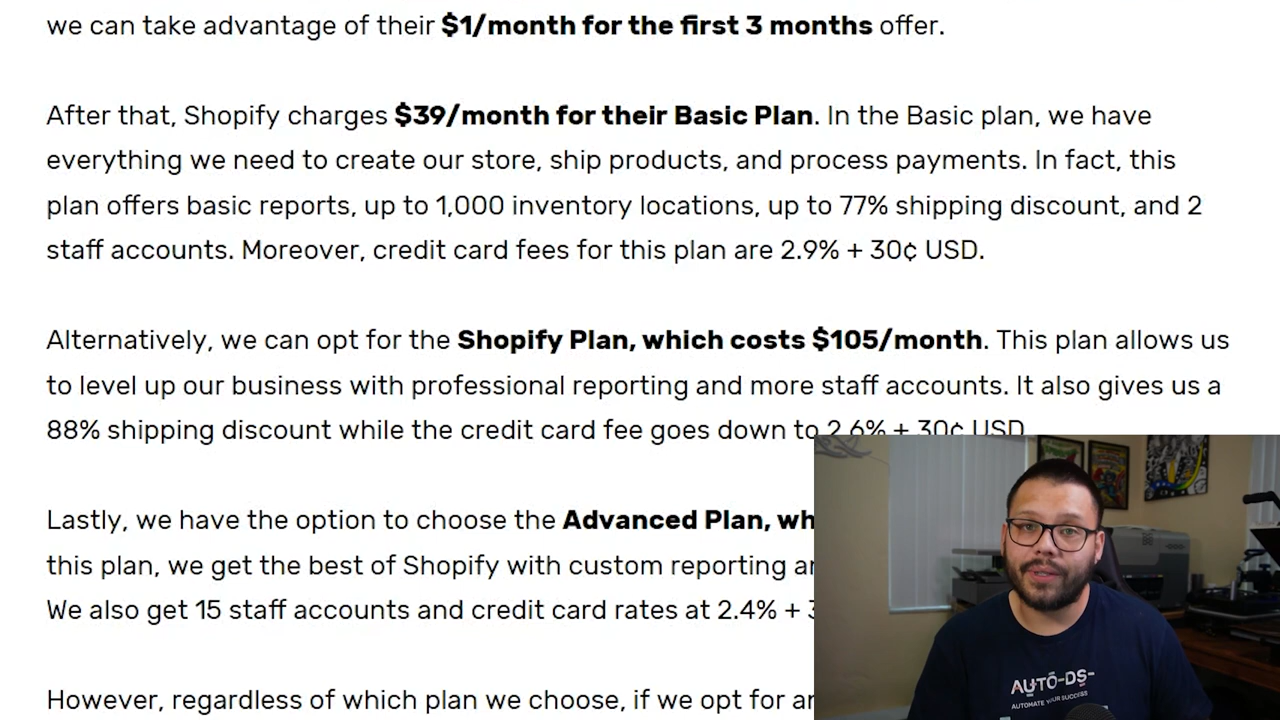 we can take advantage of their $1/month for the first 3 months offer.
After that, Shopify charges $39/month for their Basic Plan. In the Basic plan, we have
everything we need to create our store, ship products, and process payments. In fact, this
plan offers basic reports, up to 1,000 inventory locations, up to 77% shipping discount, and 2
staff accounts. Moreover, credit card fees for this plan are 2.9% + 30¢ USD.
Alternatively, we can opt for the Shopify Plan, which costs $105/month. This plan allows us
to level up our business with professional reporting and more staff accounts. It also gives us a
88% shipping discount while the credit card fee goes down to 2.6% + 30¢ USD.
Lastly, we have the option to choose the Advanced Plan,
this plan, we get the best of Shopify with custom reporting
We also get 15 staff accounts and credit card rates at 2.4% +
However, regardless of which plan we choose, if we opt for
AUTO-DS-
AUTOMATE YOUR SUCCESS